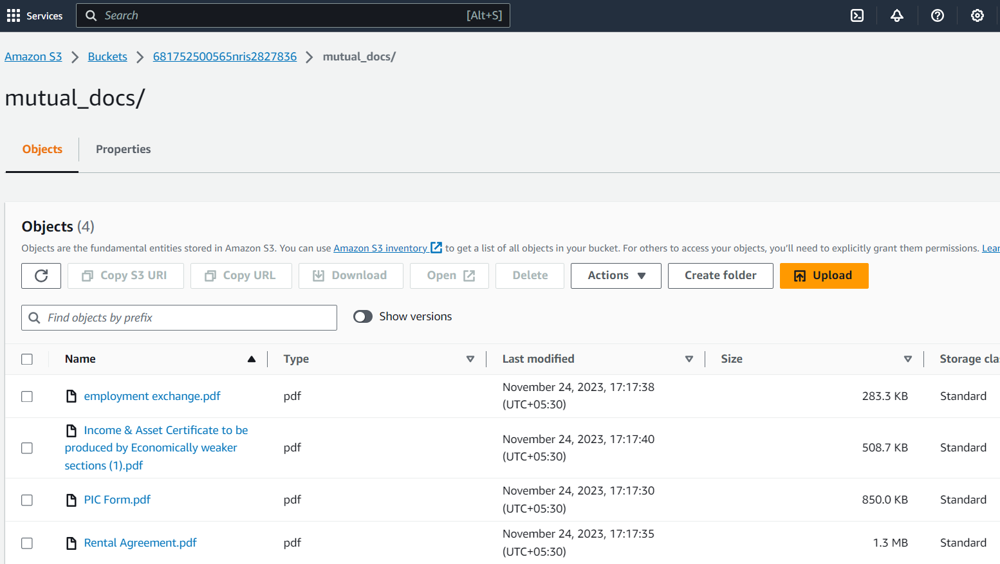 Services
Search [Alt+S]
Amazon S3 > Buckets > 681752500565nris2827836 > mutual_docs/
mutual_docs/
Objects Properties
Objects (4)
Objects are the fundamental entities stored in Amazon S3. You can use Amazon S3 inventory to get a list of all objects in your bucket. For others to access your objects, you'll need to explicitly grant them permissions.
Copy S3 URI Copy URL Download Open Delete Actions Create folder Upload
Find objects by prefix Show versions
Name Type Last modified Size Storage
employment exchange.pdf pdf November 24, 2023, 17:17:38 (UTC+05:30) 283.3 KB Standard
Income & Asset Certificate to be
produced by Economically weaker
sections (1).pdf pdf November 24, 2023, 17:17:40 (UTC+05:30) 508.7 KB Standard
PIC Form.pdf pdf November 24, 2023, 17:17:30 (UTC+05:30) 850.0 KB Standard
Rental Agreement.pdf pdf November 24, 2023, 17:17:35 (UTC+05:30) 1.3 MB Standard